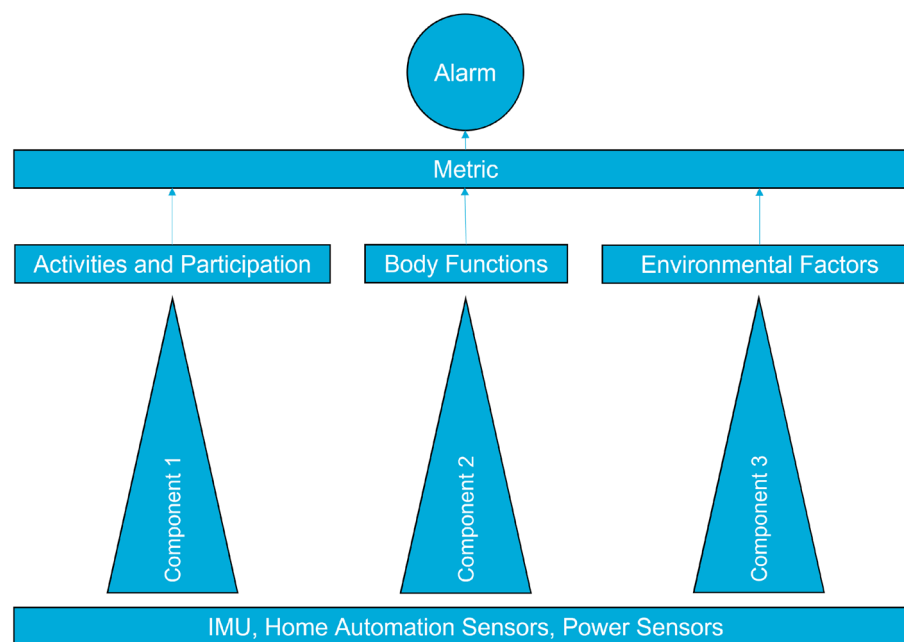 Alarm
Metric
Activities and Participation
Body Functions
Environmental Factors
Component 1
Component 2
Component 3
IMU, Home Automation Sensors, Power Sensors